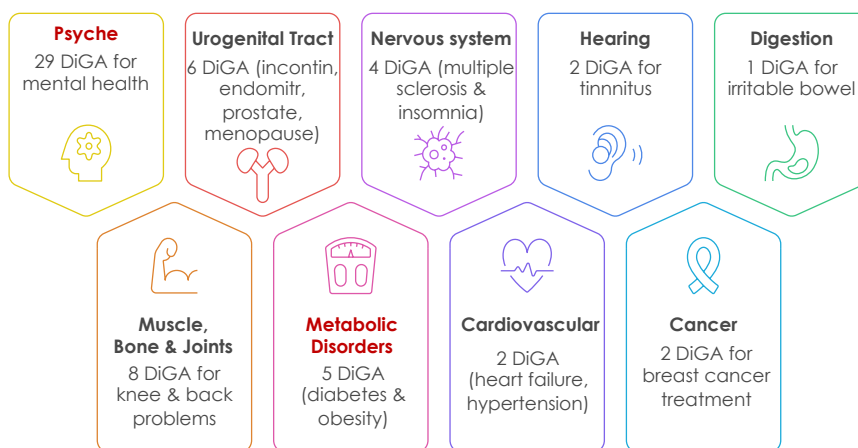 Psyche
29 DiGA for
mental health
Urogenital Tract
6 DiGA (incontin,
endomitr,
prostate,
menopause)
Nervous system
4 DiGA (multiple
sclerosis &
insomnia)
Hearing
2 DiGA for
tinnnitus
Digestion
1 DiGA for
irritable bowel
Muscle,
Bone & Joints
8 DiGA for
knee & back
problems
Metabolic
Disorders
5 DiGA
(diabetes &
obesity)
Cardiovascular
2 DiGA
(heart failure,
hypertension)
Cancer
2 DiGA for
breast cancer
treatment